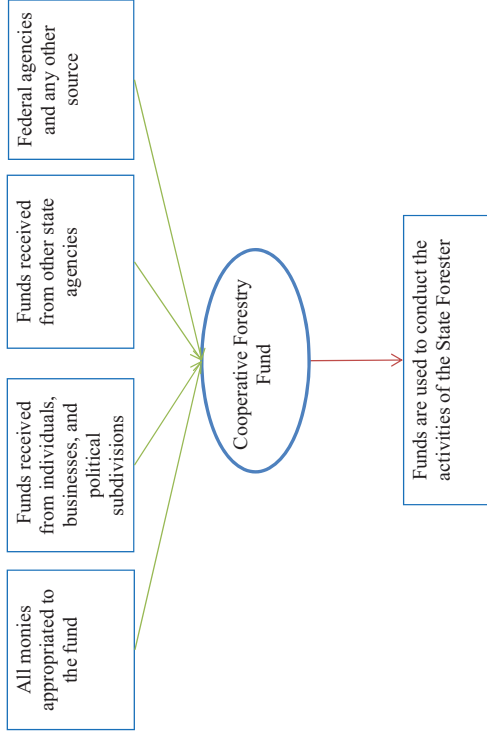 All monies
appropriated to
the fund
Funds received
from individuals,
businesses, and
political
subdivisions
Funds received
from other state
agencies
Federal agencies
and any other
source
Cooperative Forestry
Fund
Funds are used to conduct the
activities of the State Forester